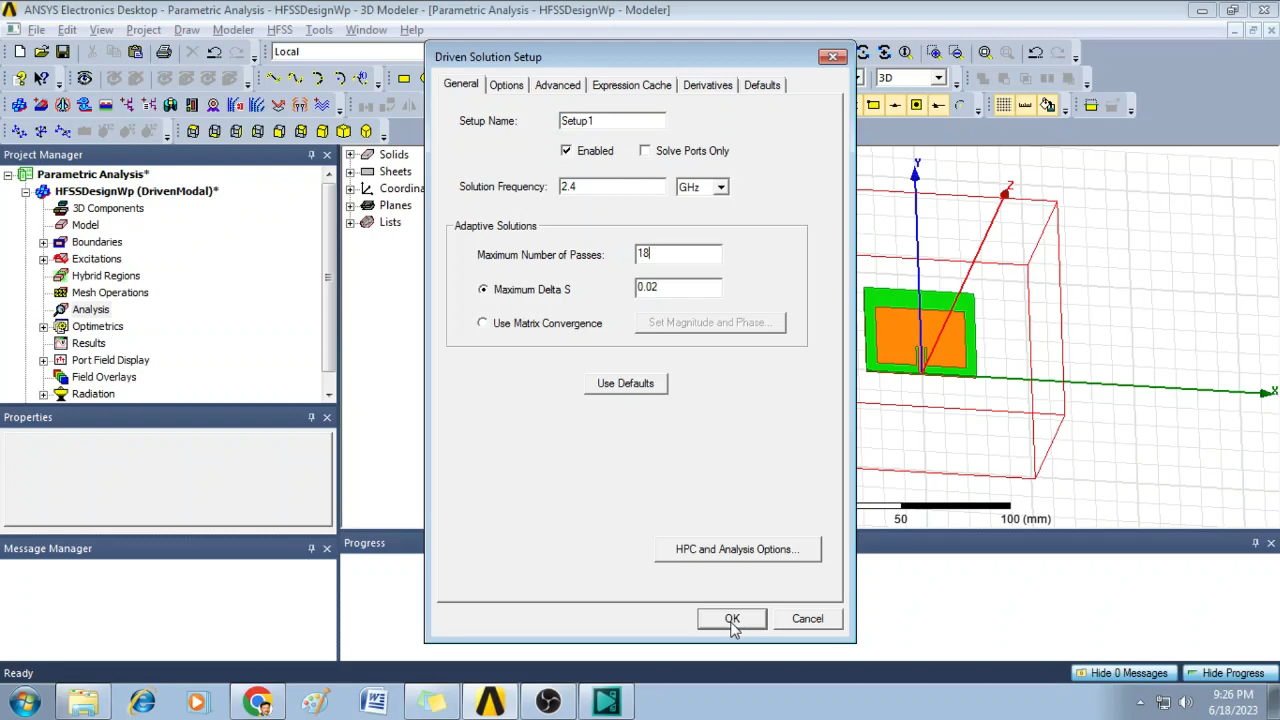 ANSYS Electronics Desktop - Parametric Analysis - HFSSDesignWp - 3D Modeler - [Parametric Analysis - HFSSDesignWp - Modeler]
File Edit View Project Draw Modeler HFSS Tools Window Help
Local
3D
Project Manager
Parametric Analysis*
HFSSDesignWp (DrivenModal)*
3D Components
Model
Boundaries
Excitations
Hybrid Regions
Mesh Operations
Analysis
Optimetrics
Results
Port Field Display
Field Overlays
Radiation
Solids
Sheets
Coordina
Planes
Lists
Properties
Message Manager
Progress
Driven Solution Setup
General Options Advanced Expression Cache Derivatives Defaults
Setup Name: Setup1
Enabled Solve Ports Only
Solution Frequency: 2.4 GHz
Adaptive Solutions
Maximum Number of Passes: 18
Maximum Delta S 0.02
Use Matrix Convergence Set Magnitude and Phase...
Use Defaults
HPC and Analysis Options...
OK Cancel
Y
Z
X
50 100 (mm)
Ready
Hide 0 Messages Hide Progress
9:26 PM
6/18/2023